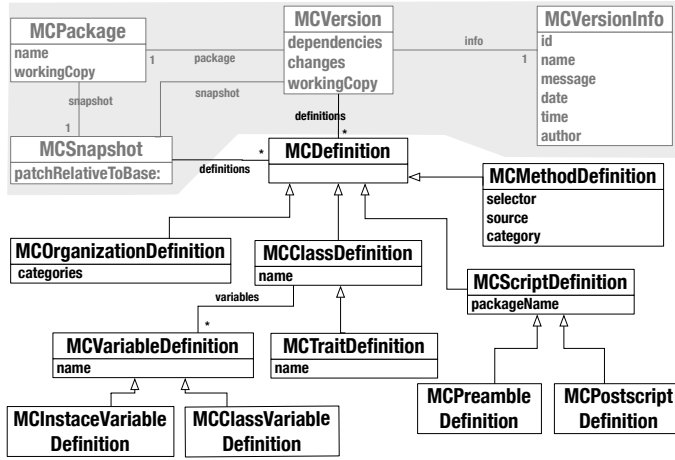 MCPackage
name
workingCopy
MCVersion
dependencies
changes
workingCopy
MCVersionInfo
id
name
message
date
time
author
1
package
info
1
snapshot
snapshot
1
definitions
*
MCSnapshot
patchRelativeToBase:
*
definitions
MCDefinition
MCMethodDefinition
selector
source
category
MCOrganizationDefinition
categories
MCClassDefinition
name
MCScriptDefinition
packageName
variables
*
MCVariableDefinition
name
MCTraitDefinition
name
MCInstaceVariable
Definition
MCClassVariable
Definition
MCPreamble
Definition
MCPostscript
Definition